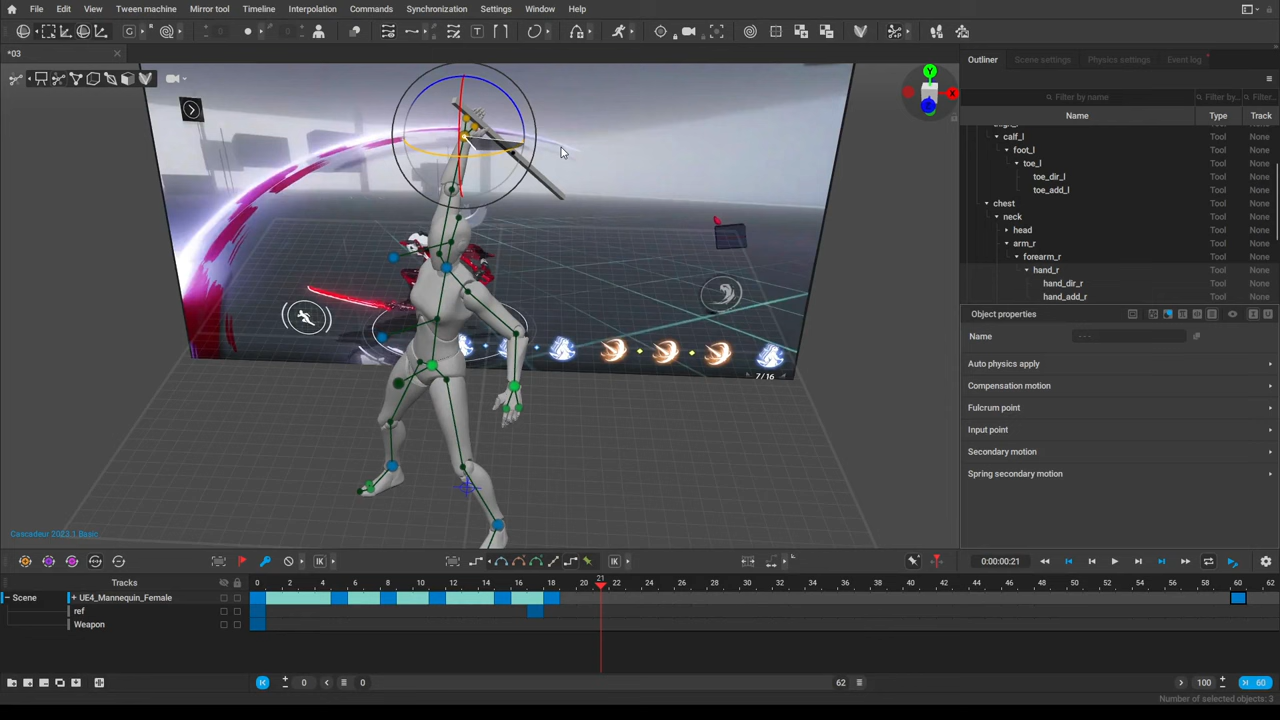 File Edit View Tween machine Mirror tool Timeline Interpolation Commands Synchronization Settings Window Help
*03
Outliner Scene settings Physics settings Event log
Filter by name Filter by... Filter...
Name Type Track
calf_l Tool None
foot_l Tool None
toe_l Tool None
toe_dir_l Tool None
toe_add_l Tool None
chest Tool None
neck Tool None
head Tool None
arm_r Tool None
forearm_r Tool None
hand_r Tool None
hand_dir_r Tool None
hand_add_r Tool None
Object properties
Name ---
Auto physics apply
Compensation motion
Fulcrum point
Input point
Secondary motion
Spring secondary motion
Y
X
Z
7/16
Cascadeur 2023.1 Basic
0:00:00:21
Tracks 0 2 4 6 8 10 12 14 16 18 20 21 22 24 26 28 30 32 34 36 38 40 42 44 46 48 50 52 54 56 58 60 62
Scene + UE4_Mannequin_Female
ref
Weapon
0 0 62 100 60
Number of selected objects: 3